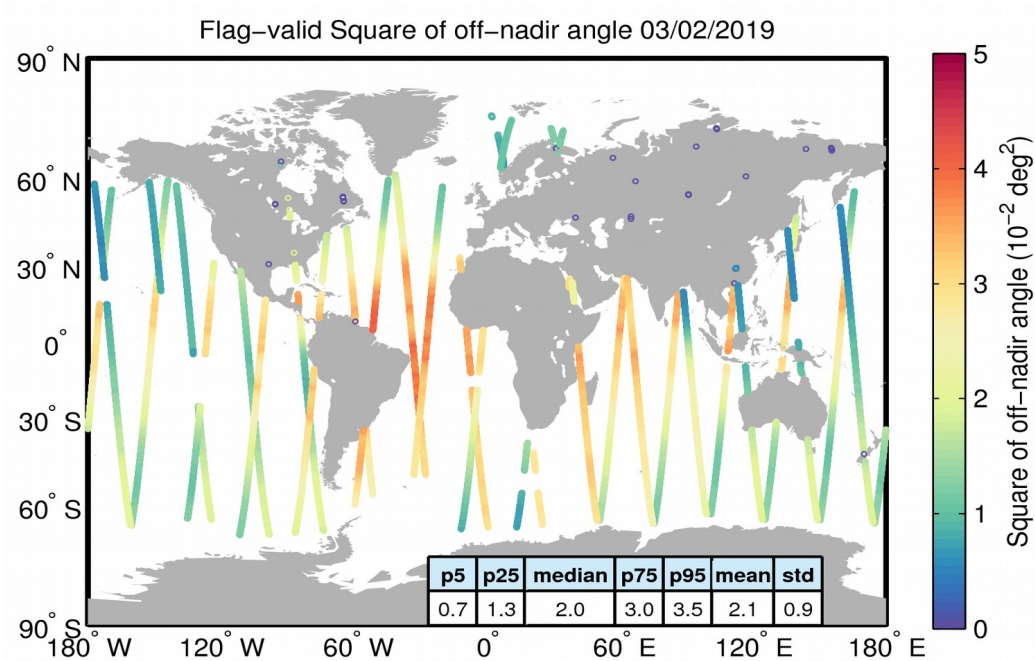 Flag-valid Square of off-nadir angle 03/02/2019
90° N
60° N
30° N
0°
30° S
60° S
90° S
180° W
120° W
60° W
0°
60° E
120° E
180° E
p5 p25 median p75 p95 mean std
0.7 1.3 2.0 3.0 3.5 2.1 0.9
5
4
3
2
1
0
Square of off-nadir angle (10⁻² deg²)